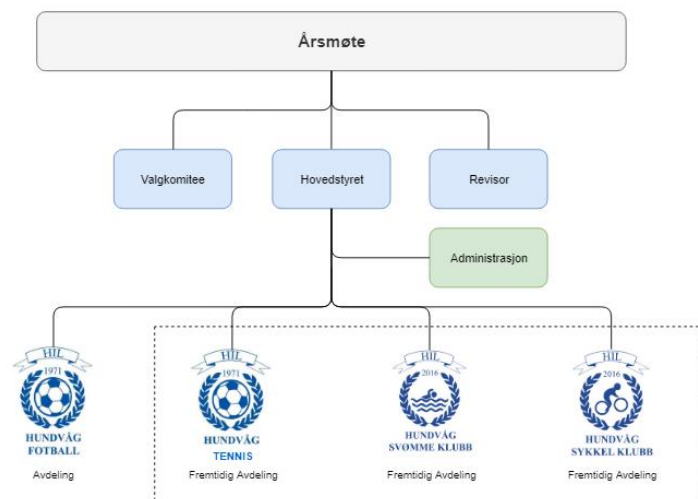 Årsmøte
Valgkomitee
Hovedstyret
Revisor
Administrasjon
HIL
1971
HUNDVÅG
FOTBALL
Avdeling
HIL
1971
HUNDVÅG
TENNIS
Fremtidig Avdeling
HIL
2016
HUNDVÅG
SVØMME KLUBB
Fremtidig Avdeling
HIL
2016
HUNDVÅG
SYKKEL KLUBB
Fremtidig Avdeling